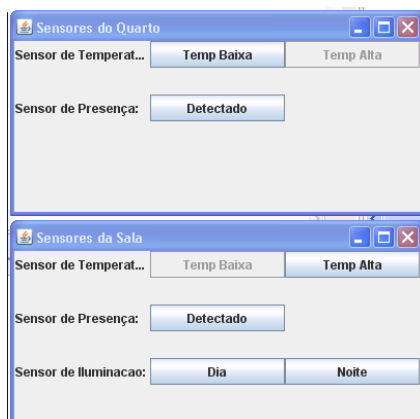 Sensores do Quarto
Sensor de Temperat... Temp Baixa Temp Alta
Sensor de Presença: Detectado
Sensores da Sala
Sensor de Temperat... Temp Baixa Temp Alta
Sensor de Presença: Detectado
Sensor de Iluminacao: Dia Noite